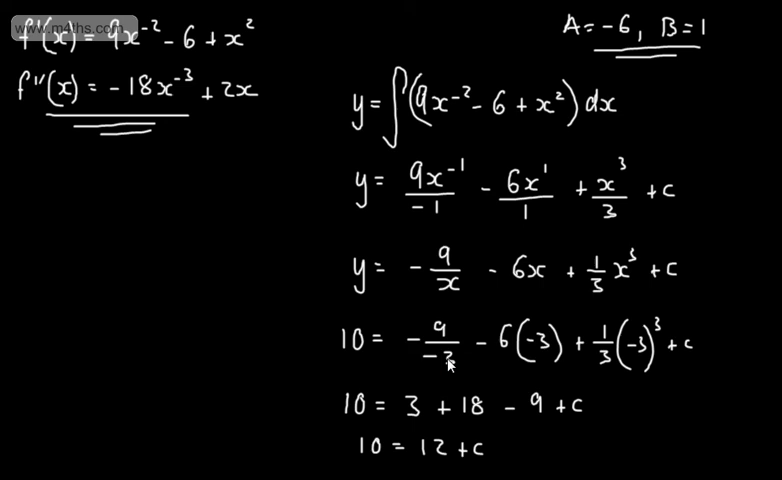 www.m4ths.com
f'(x) = 9x⁻² - 6 + x²
f''(x) = -18x⁻³ + 2x
A = -6, B = 1
y = ∫(9x⁻² - 6 + x²) dx
y = 9x⁻¹/-1 - 6x¹/1 + x³/3 + c
y = -9/x - 6x + 1/3 x³ + c
10 = -9/-3 - 6(-3) + 1/3(-3)³ + c
10 = 3 + 18 - 9 + c
10 = 12 + c